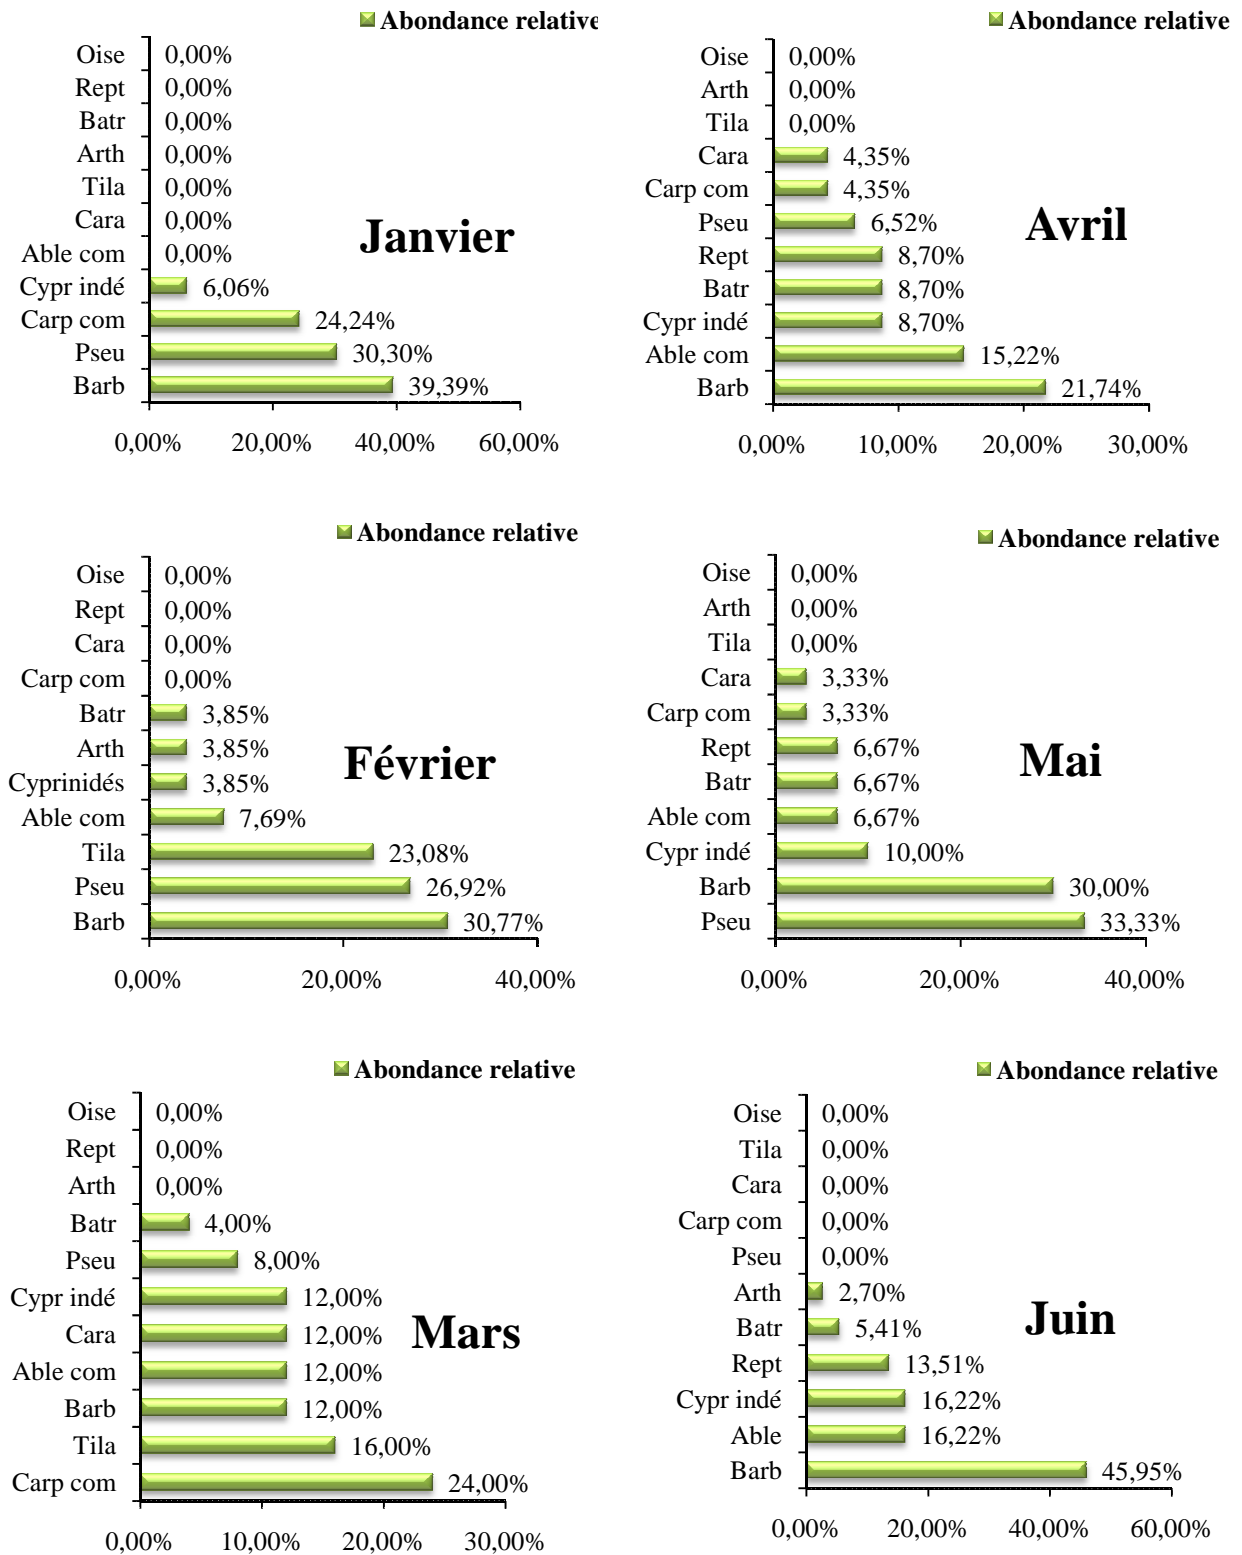 Abondance relative
Oise 0,00%
Rept 0,00%
Batr 0,00%
Arth 0,00%
Tila 0,00%
Cara 0,00%
Able com 0,00%
Cypr indé 6,06%
Carp com 24,24%
Pseu 30,30%
Barb 39,39%
Janvier
0,00% 20,00% 40,00% 60,00%
Abondance relative
Oise 0,00%
Arth 0,00%
Tila 0,00%
Cara 4,35%
Carp com 4,35%
Pseu 6,52%
Rept 8,70%
Batr 8,70%
Cypr indé 8,70%
Able com 15,22%
Barb 21,74%
Avril
0,00% 10,00% 20,00% 30,00%
Abondance relative
Oise 0,00%
Rept 0,00%
Cara 0,00%
Carp com 0,00%
Batr 3,85%
Arth 3,85%
Cyprinidés 3,85%
Able com 7,69%
Tila 23,08%
Pseu 26,92%
Barb 30,77%
Février
0,00% 20,00% 40,00%
Abondance relative
Oise 0,00%
Arth 0,00%
Tila 0,00%
Cara 3,33%
Carp com 3,33%
Rept 6,67%
Batr 6,67%
Able com 6,67%
Cypr indé 10,00%
Barb 30,00%
Pseu 33,33%
Mai
0,00% 20,00% 40,00%
Abondance relative
Oise 0,00%
Rept 0,00%
Arth 0,00%
Batr 4,00%
Pseu 8,00%
Cypr indé 12,00%
Cara 12,00%
Able com 12,00%
Barb 12,00%
Tila 16,00%
Carp com 24,00%
Mars
0,00% 10,00% 20,00% 30,00%
Abondance relative
Oise 0,00%
Tila 0,00%
Cara 0,00%
Carp com 0,00%
Pseu 0,00%
Arth 2,70%
Batr 5,41%
Rept 13,51%
Cypr indé 16,22%
Able 16,22%
Barb 45,95%
Juin
0,00% 20,00% 40,00% 60,00%